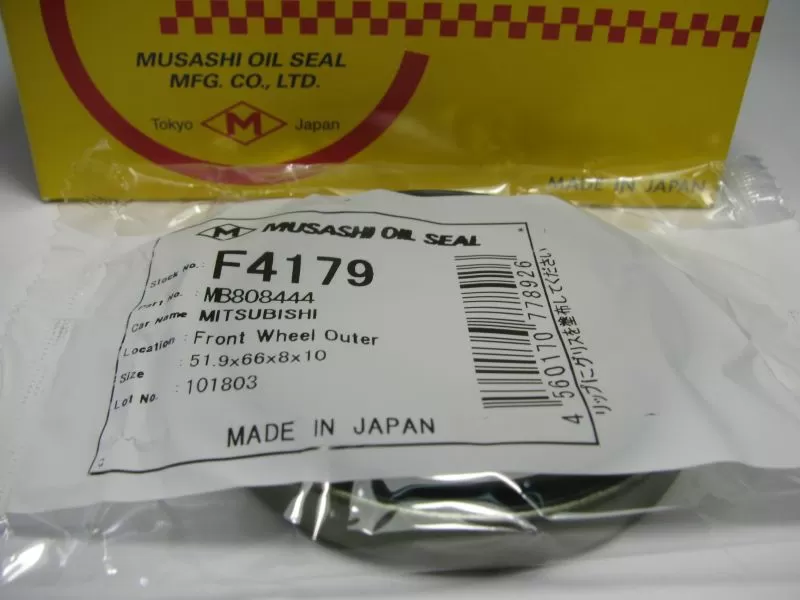 MUSASHI OIL SEAL
MFG. CO., LTD.
Tokyo M Japan
MADE IN JAPAN
M MUSASHI OIL SEAL
Stock No. : F4179
Part No. : MB808444
Car Name MITSUBISHI
Location : Front Wheel Outer
Size : 51.9x66x8x10
Lot No. : 101803
MADE IN JAPAN
4 560170 778926
リップにグリスを塗布してください